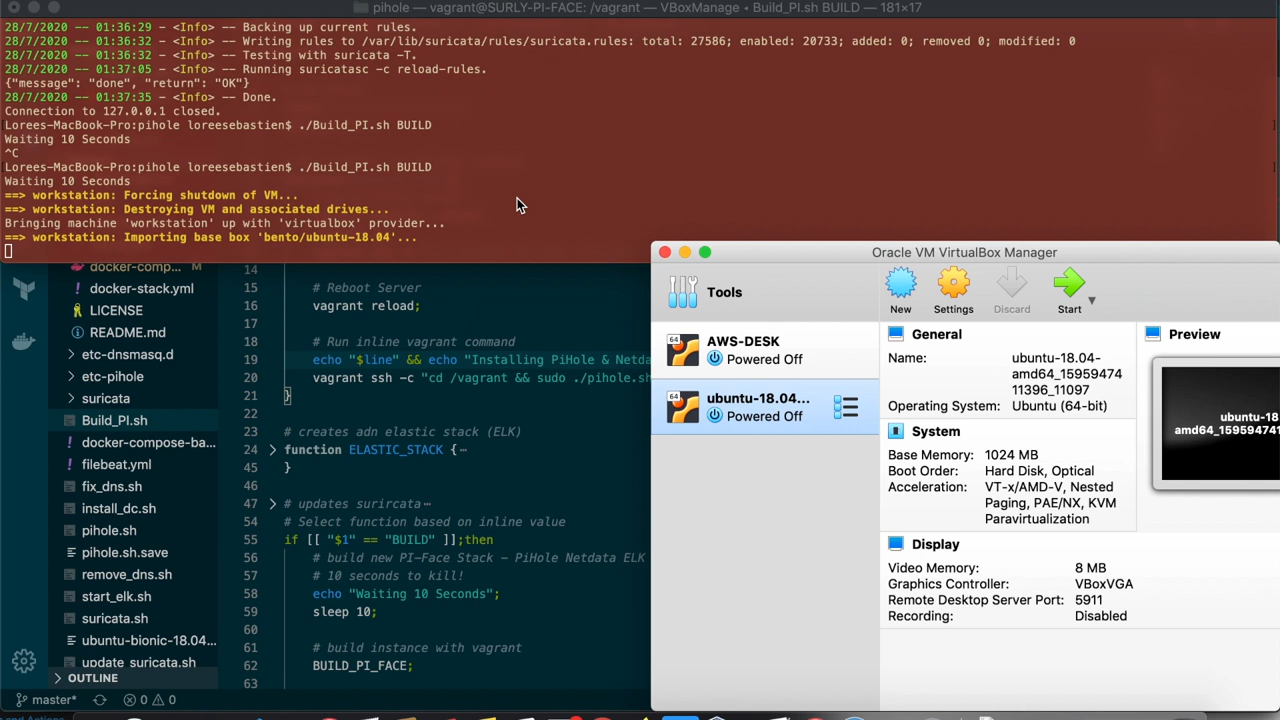 pihole — vagrant@SURLY-PI-FACE: /vagrant — VBoxManage ◂ Build_PI.sh BUILD — 181×17
28/7/2020 -- 01:36:29 - <Info> -- Backing up current rules.
28/7/2020 -- 01:36:32 - <Info> -- Writing rules to /var/lib/suricata/rules/suricata.rules: total: 27586; enabled: 20733; added: 0; removed 0; modified: 0
28/7/2020 -- 01:36:32 - <Info> -- Testing with suricata -T.
28/7/2020 -- 01:37:05 - <Info> -- Running suricatasc -c reload-rules.
{"message": "done", "return": "OK"}
28/7/2020 -- 01:37:35 - <Info> -- Done.
Connection to 127.0.0.1 closed.
Lorees-MacBook-Pro:pihole loreesebastien$ ./Build_PI.sh BUILD
Waiting 10 Seconds
^C
Lorees-MacBook-Pro:pihole loreesebastien$ ./Build_PI.sh BUILD
Waiting 10 Seconds
==> workstation: Forcing shutdown of VM...
==> workstation: Destroying VM and associated drives...
Bringing machine 'workstation' up with 'virtualbox' provider...
==> workstation: Importing base box 'bento/ubuntu-18.04'...
docker-comp... M
docker-stack.yml
LICENSE
README.md
etc-dnsmasq.d
etc-pihole
suricata
Build_PI.sh
docker-compose-ba...
filebeat.yml
fix_dns.sh
install_dc.sh
pihole.sh
pihole.sh.save
remove_dns.sh
start_elk.sh
suricata.sh
ubuntu-bionic-18.04...
update_suricata.sh
OUTLINE
master* 0 0
14
15 # Reboot Server
16 vagrant reload;
17
18 # Run inline vagrant command
19 echo "$line" && echo "Installing PiHole & Netda
20 vagrant ssh -c "cd /vagrant && sudo ./pihole.sh
21 }
22
23 # creates adn elastic stack (ELK)
24 function ELASTIC_STACK {…
45 }
46
47 # updates surircata…
54 # Select function based on inline value
55 if [[ "$1" == "BUILD" ]];then
56 # build new PI-Face Stack - PiHole Netdata ELK
57 # 10 seconds to kill!
58 echo "Waiting 10 Seconds";
59 sleep 10;
60
61 # build instance with vagrant
62 BUILD_PI_FACE;
63
Oracle VM VirtualBox Manager
Tools
New Settings Discard Start
64 AWS-DESK
Powered Off
64 ubuntu-18.04...
Powered Off
General
Name: ubuntu-18.04-
amd64_15959474
11396_11097
Operating System: Ubuntu (64-bit)
System
Base Memory: 1024 MB
Boot Order: Hard Disk, Optical
Acceleration: VT-x/AMD-V, Nested
Paging, PAE/NX, KVM
Paravirtualization
Display
Video Memory: 8 MB
Graphics Controller: VBoxVGA
Remote Desktop Server Port: 5911
Recording: Disabled
Preview
ubuntu-18
amd64_159594741